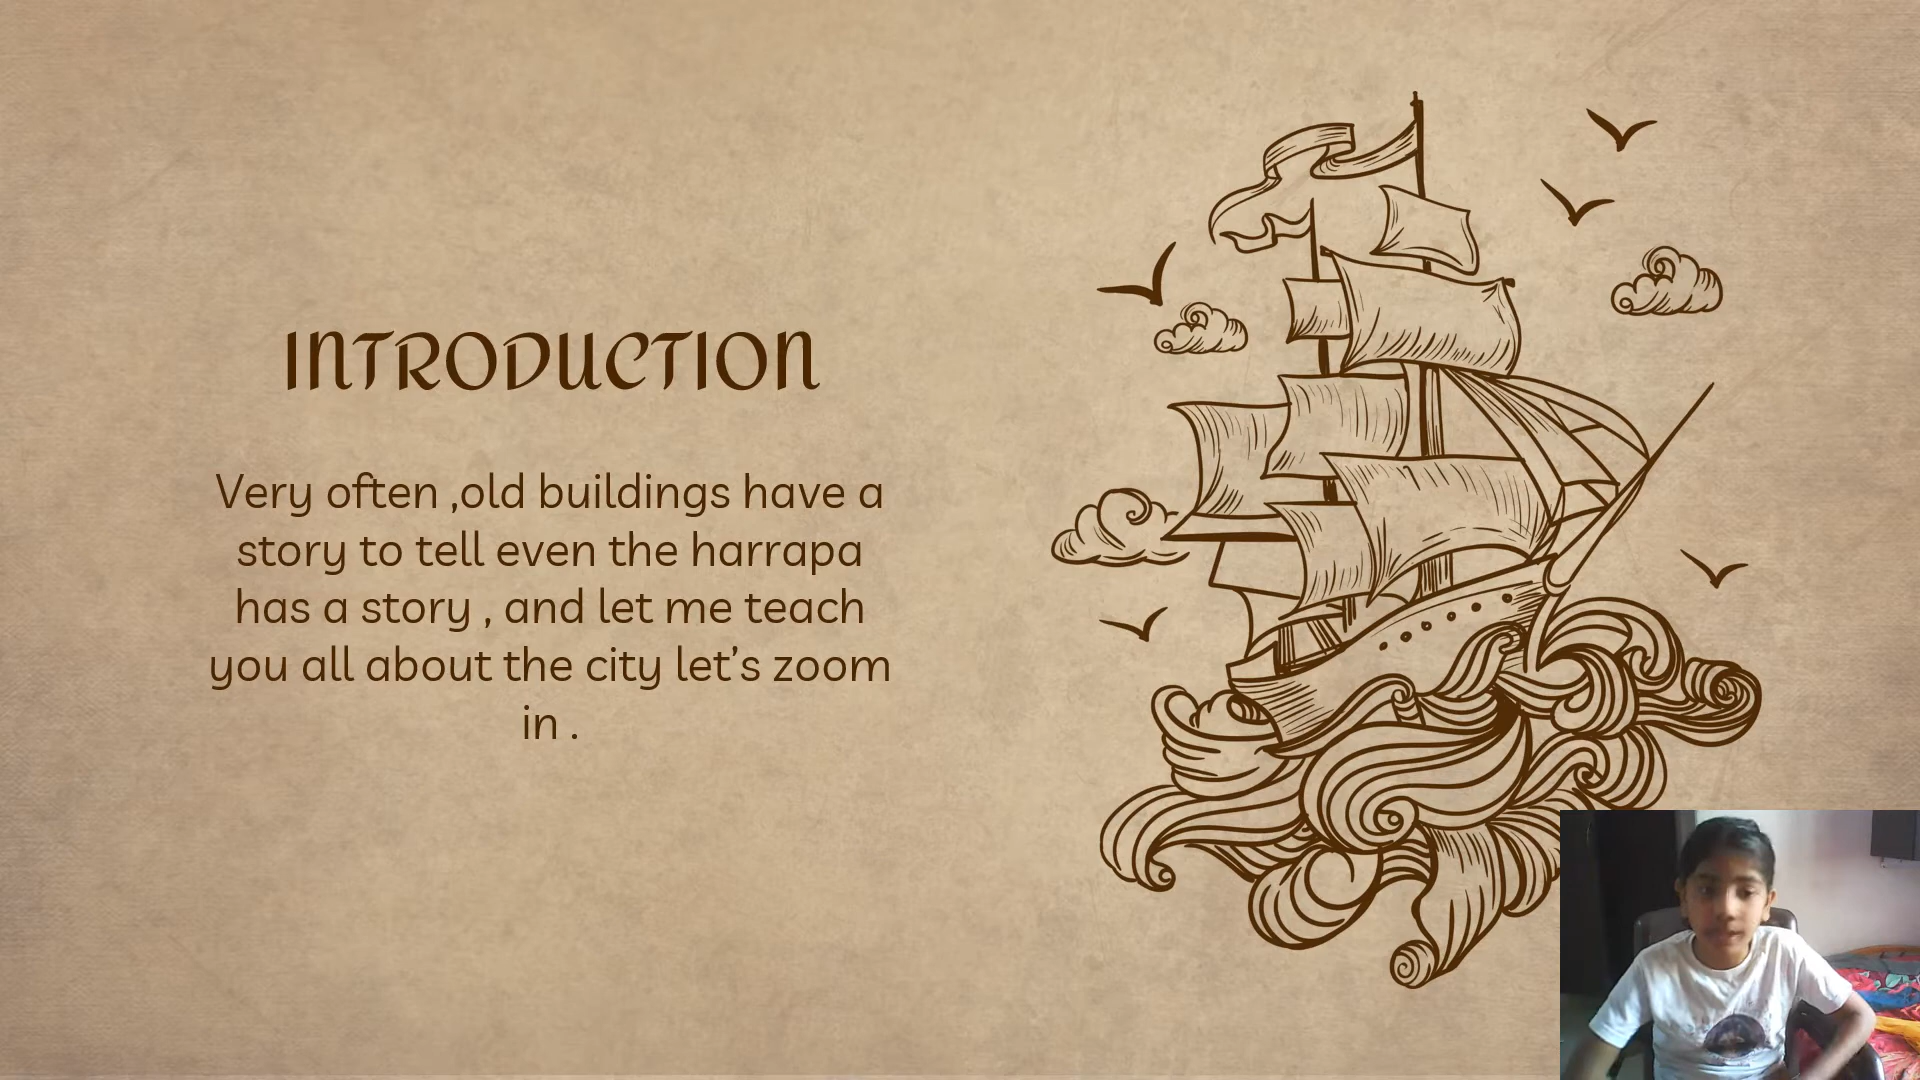 INTRODUCTION
Very often ,old buildings have a
story to tell even the harrapa
has a story , and let me teach
you all about the city let’s zoom
in .